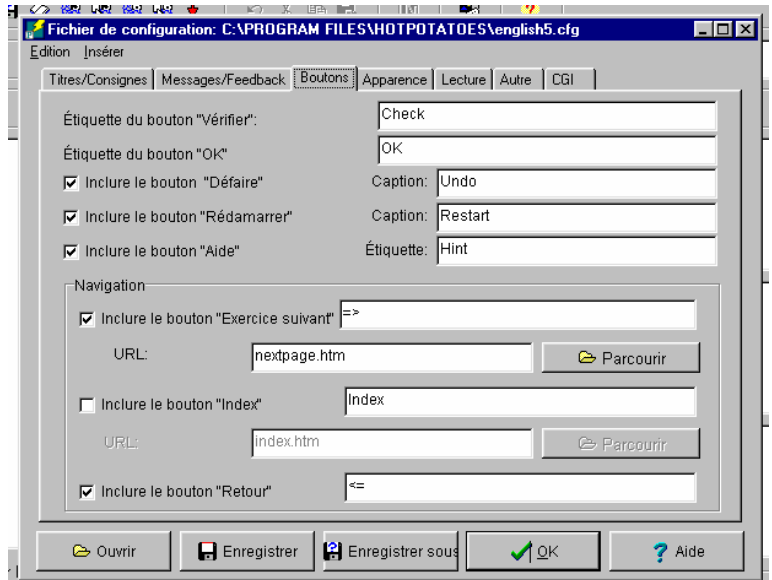 Fichier de configuration: C:\PROGRAM FILES\HOTPOTATOES\english5.cfg
Edition Insérer
Titres/Consignes Messages/Feedback Boutons Apparence Lecture Autre CGI
Étiquette du bouton "Vérifier": Check
Étiquette du bouton "OK" OK
Inclure le bouton "Défaire" Caption: Undo
Inclure le bouton "Rédamarrer" Caption: Restart
Inclure le bouton "Aide" Étiquette: Hint
Navigation
Inclure le bouton "Exercice suivant" =>
URL: nextpage.htm Parcourir
Inclure le bouton "Index" Index
URL: index.htm Parcourir
Inclure le bouton "Retour" <=
Ouvrir Enregistrer Enregistrer sous OK Aide